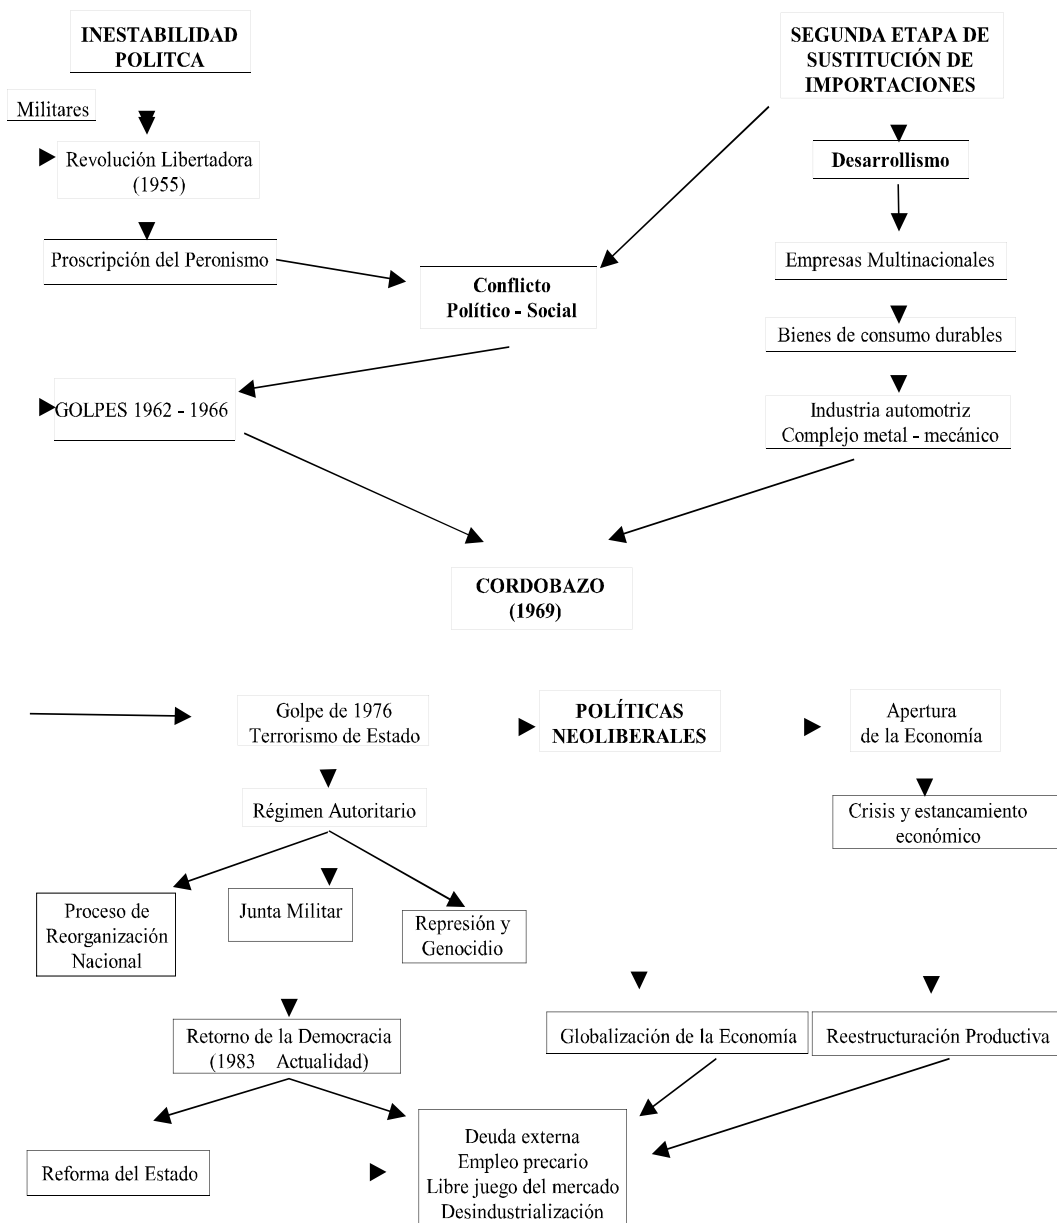 INESTABILIDAD
POLITCA
SEGUNDA ETAPA DE
SUSTITUCIÓN DE
IMPORTACIONES
Militares
Revolución Libertadora
(1955)
Desarrollismo
Proscripción del Peronismo
Empresas Multinacionales
Conflicto
Político - Social
Bienes de consumo durables
GOLPES 1962 - 1966
Industria automotriz
Complejo metal - mecánico
CORDOBAZO
(1969)
Golpe de 1976
Terrorismo de Estado
POLÍTICAS
NEOLIBERALES
Apertura
de la Economía
Régimen Autoritario
Crisis y estancamiento
económico
Proceso de
Reorganización
Nacional
Junta Militar
Represión y
Genocidio
Retorno de la Democracia
(1983 Actualidad)
Globalización de la Economía
Reestructuración Productiva
Reforma del Estado
Deuda externa
Empleo precario
Libre juego del mercado
Desindustrialización